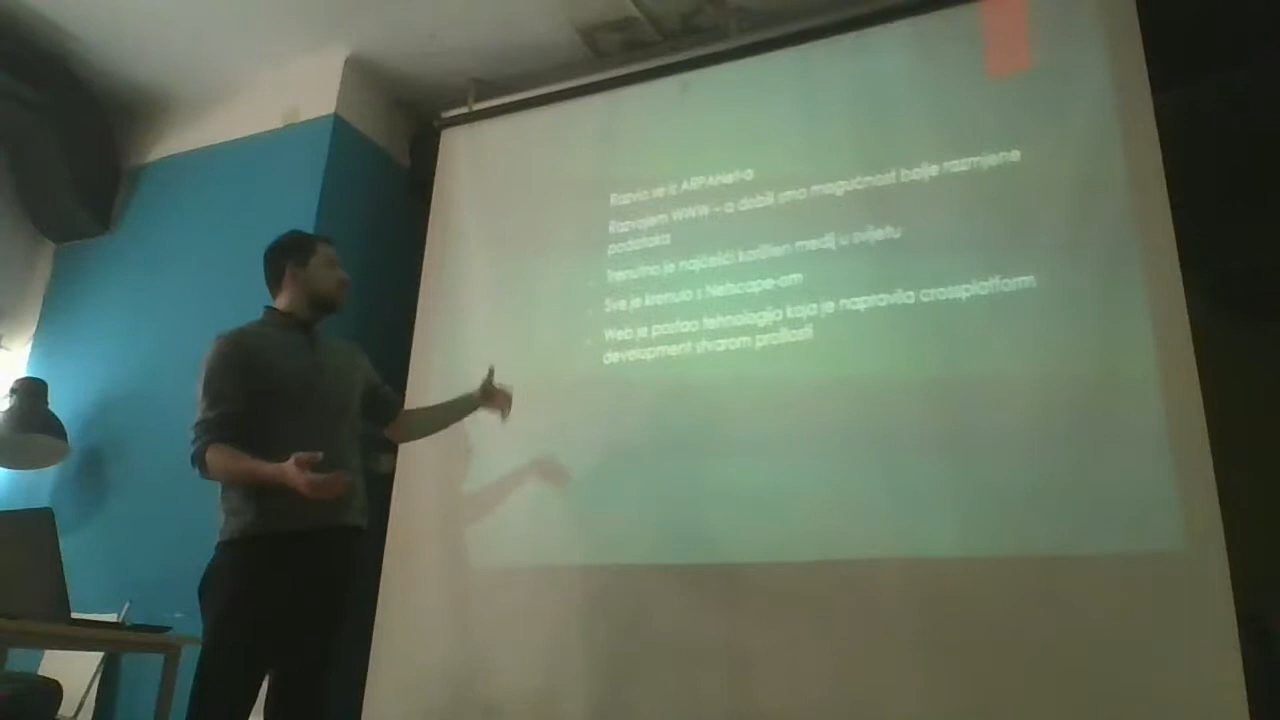 Razvio se iz ARPANet-a
Razvojem WWW – a dobili smo mogućnost bolje razmjene
podataka
Trenutno je najčešći korišten medij u svijetu
Sve je krenulo s Netscape-om
Web je postao tehnologija koja je napravila crossplatform
development stvarom prošlosti